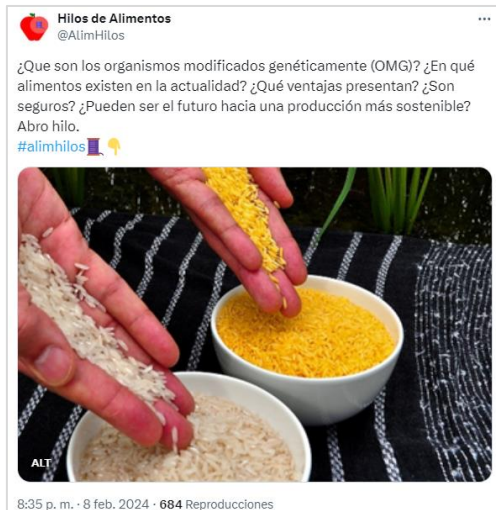 Hilos de Alimentos
@AlimHilos
¿Que son los organismos modificados genéticamente (OMG)? ¿En qué
alimentos existen en la actualidad? ¿Qué ventajas presentan? ¿Son
seguros? ¿Pueden ser el futuro hacia una producción más sostenible?
Abro hilo.
#alimhilos🧵👇
ALT
8:35 p. m. · 8 feb. 2024 · 684 Reproducciones